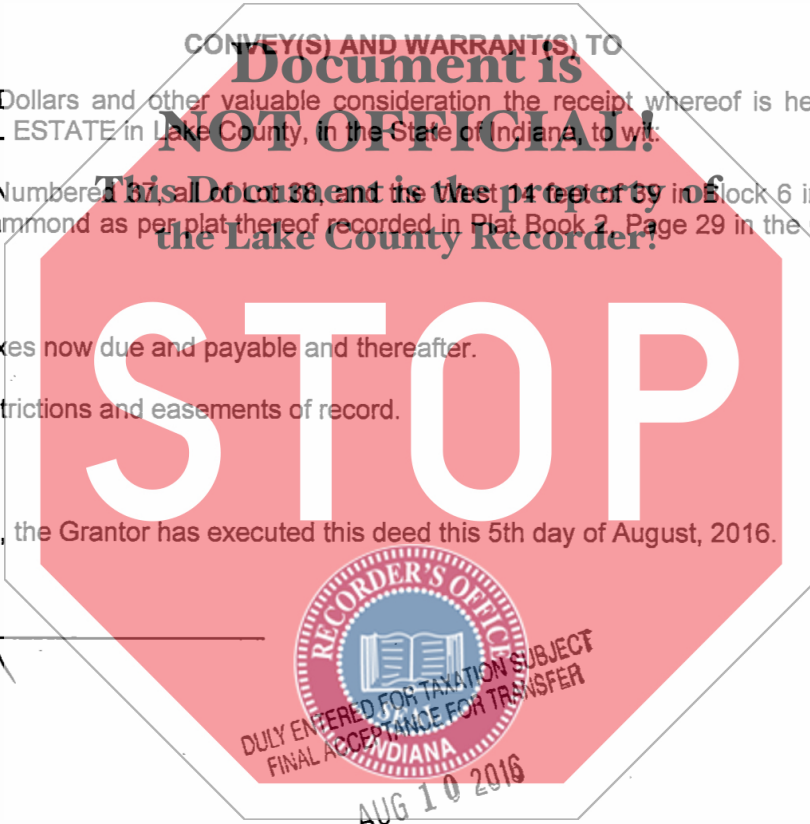 CONVEY(S) AND WARRANT(S) TO
Document is
Dollars and other valuable consideration the receipt whereof is he
NOT OFFICIAL!
ESTATE in Lake County, in the State of Indiana, to wit:
This Document is the property of
Numbered 37, all of Lot 38, and the West 14 feet of 39 in Block 6 i
the Lake County Recorder!
mmond as per plat thereof recorded in Plat Book 2, Page 29 in the
STOP
xes now due and payable and thereafter.
trictions and easements of record.
, the Grantor has executed this deed this 5th day of August, 2016.
RECORDER'S OFFICE
SEAL
INDIANA
DULY ENTERED FOR TAXATION SUBJECT
FINAL ACCEPTANCE FOR TRANSFER
AUG 10 2016